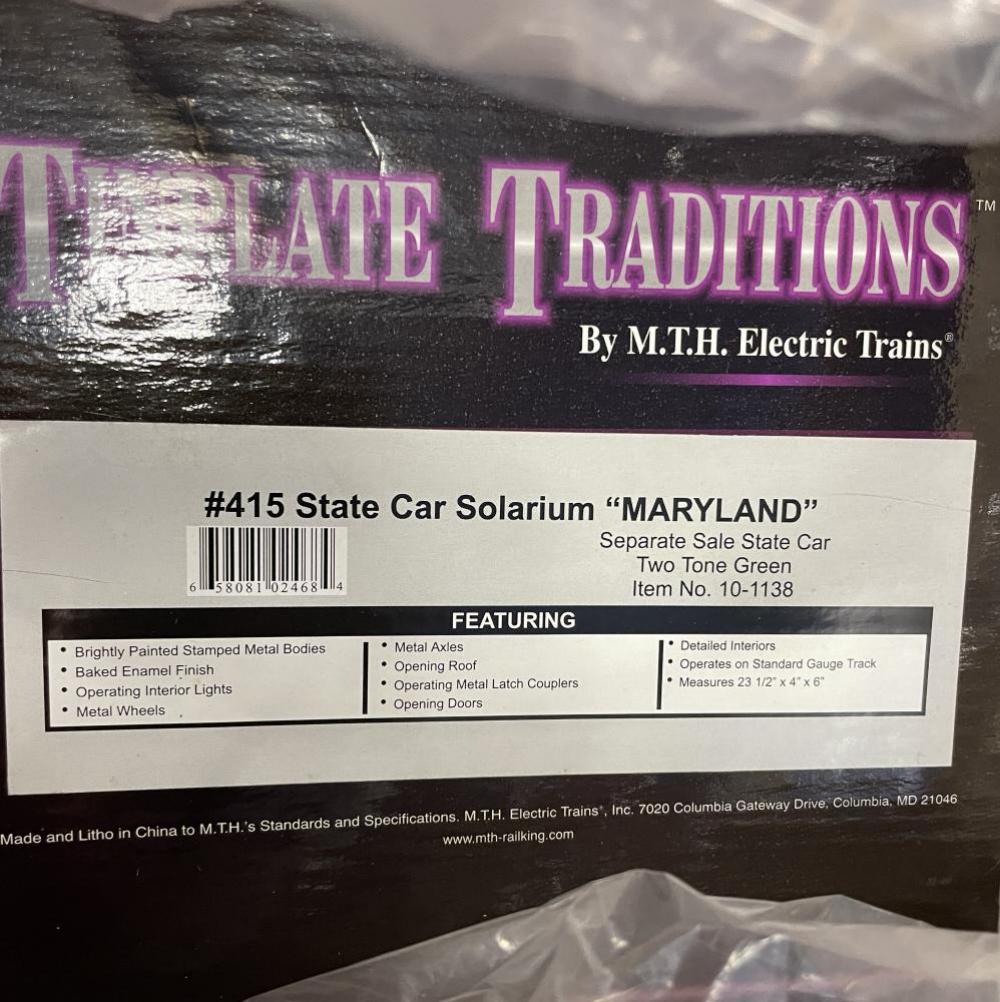 TINPLATE TRADITIONS™
By M.T.H. Electric Trains®
#415 State Car Solarium “MARYLAND”
Separate Sale State Car
Two Tone Green
Item No. 10-1138
6 58081 02468 4
FEATURING
• Brightly Painted Stamped Metal Bodies
• Baked Enamel Finish
• Operating Interior Lights
• Metal Wheels
• Metal Axles
• Opening Roof
• Operating Metal Latch Couplers
• Opening Doors
• Detailed Interiors
• Operates on Standard Gauge Track
• Measures 23 1/2" x 4" x 6"
Made and Litho in China to M.T.H.'s Standards and Specifications. M.T.H. Electric Trains®, Inc. 7020 Columbia Gateway Drive, Columbia, MD 21046
www.mth-railking.com